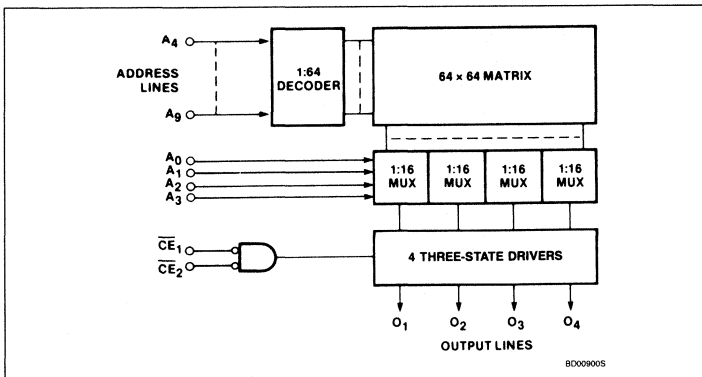 A4
ADDRESS
LINES
A9
1:64
DECODER
64 × 64 MATRIX
A0
A1
A2
A3
1:16
MUX
1:16
MUX
1:16
MUX
1:16
MUX
CE1
CE2
4 THREE-STATE DRIVERS
O1 O2 O3 O4
OUTPUT LINES
BD00900S